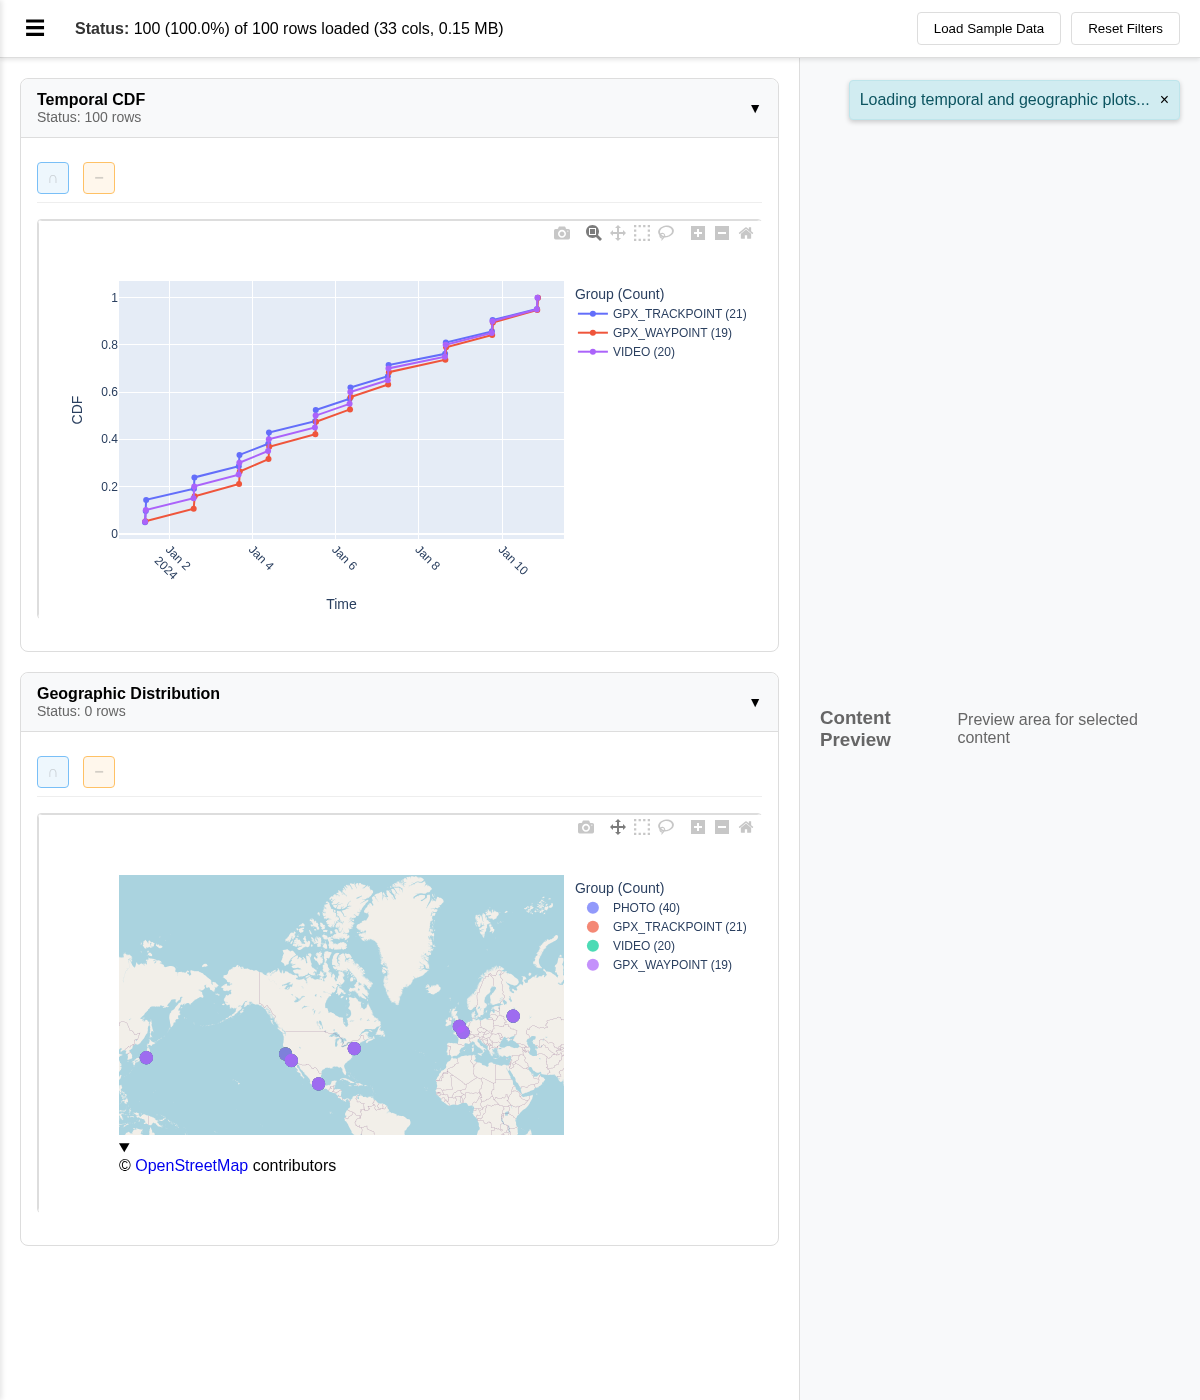 Status: 100 (100.0%) of 100 rows loaded (33 cols, 0.15 MB)
Load Sample Data
Reset Filters
Loading temporal and geographic plots... ×
Temporal CDF
Status: 100 rows
▼
∩
−
1
0.8
0.6
0.4
0.2
0
CDF
Jan 2
2024
Jan 4
Jan 6
Jan 8
Jan 10
Time
Group (Count)
GPX_TRACKPOINT (21)
GPX_WAYPOINT (19)
VIDEO (20)
Geographic Distribution
Status: 0 rows
▼
∩
−
Group (Count)
PHOTO (40)
GPX_TRACKPOINT (21)
VIDEO (20)
GPX_WAYPOINT (19)
▼
© OpenStreetMap contributors
Content
Preview
Preview area for selected
content